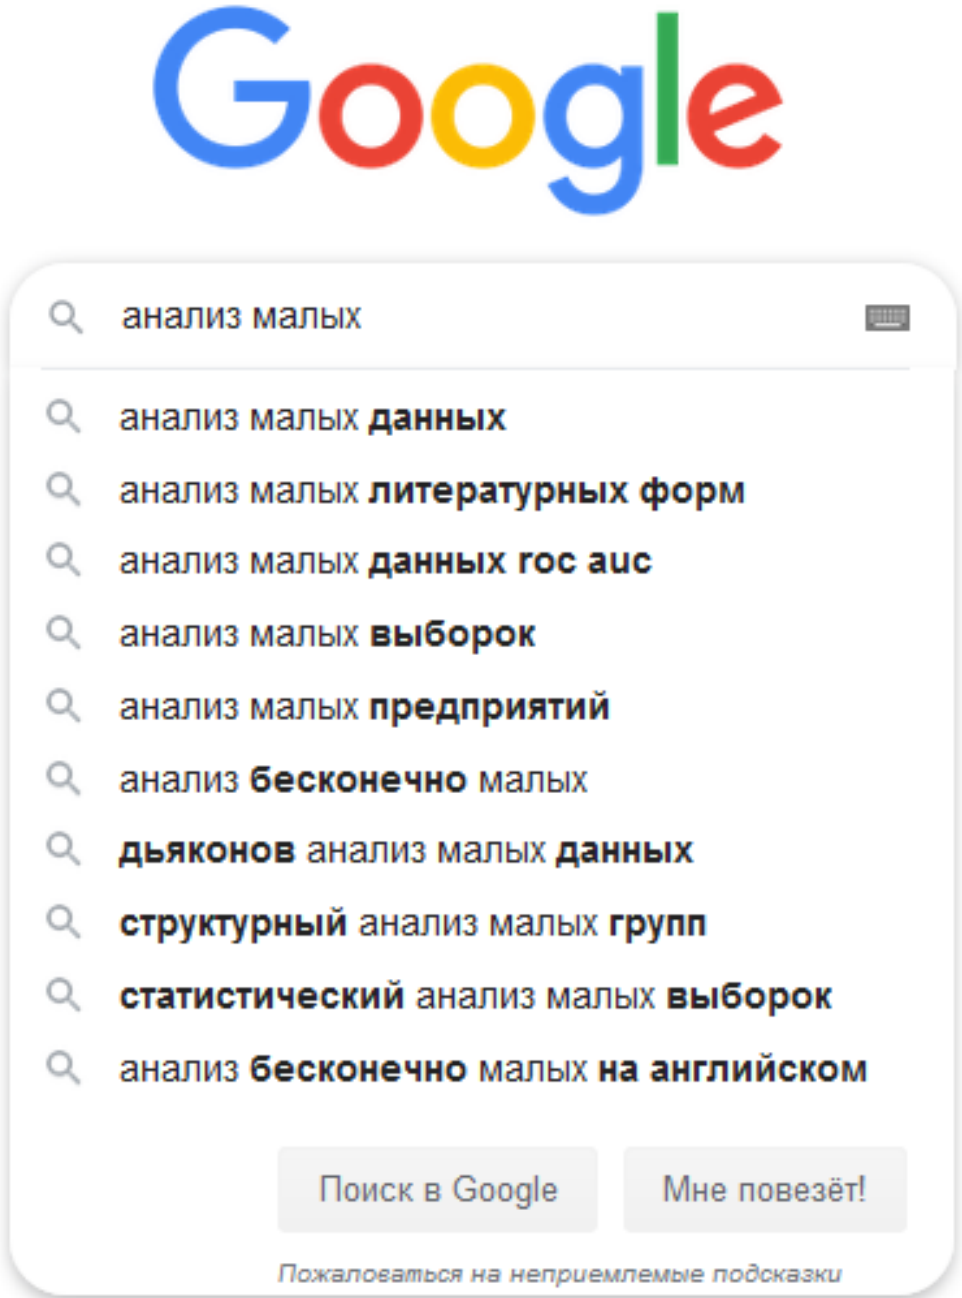 Google
анализ малых
анализ малых данных
анализ малых литературных форм
анализ малых данных roc auc
анализ малых выборок
анализ малых предприятий
анализ бесконечно малых
дьяконов анализ малых данных
структурный анализ малых групп
статистический анализ малых выборок
анализ бесконечно малых на английском
Поиск в Google Мне повезёт!
Пожаловаться на неприемлемые подсказки